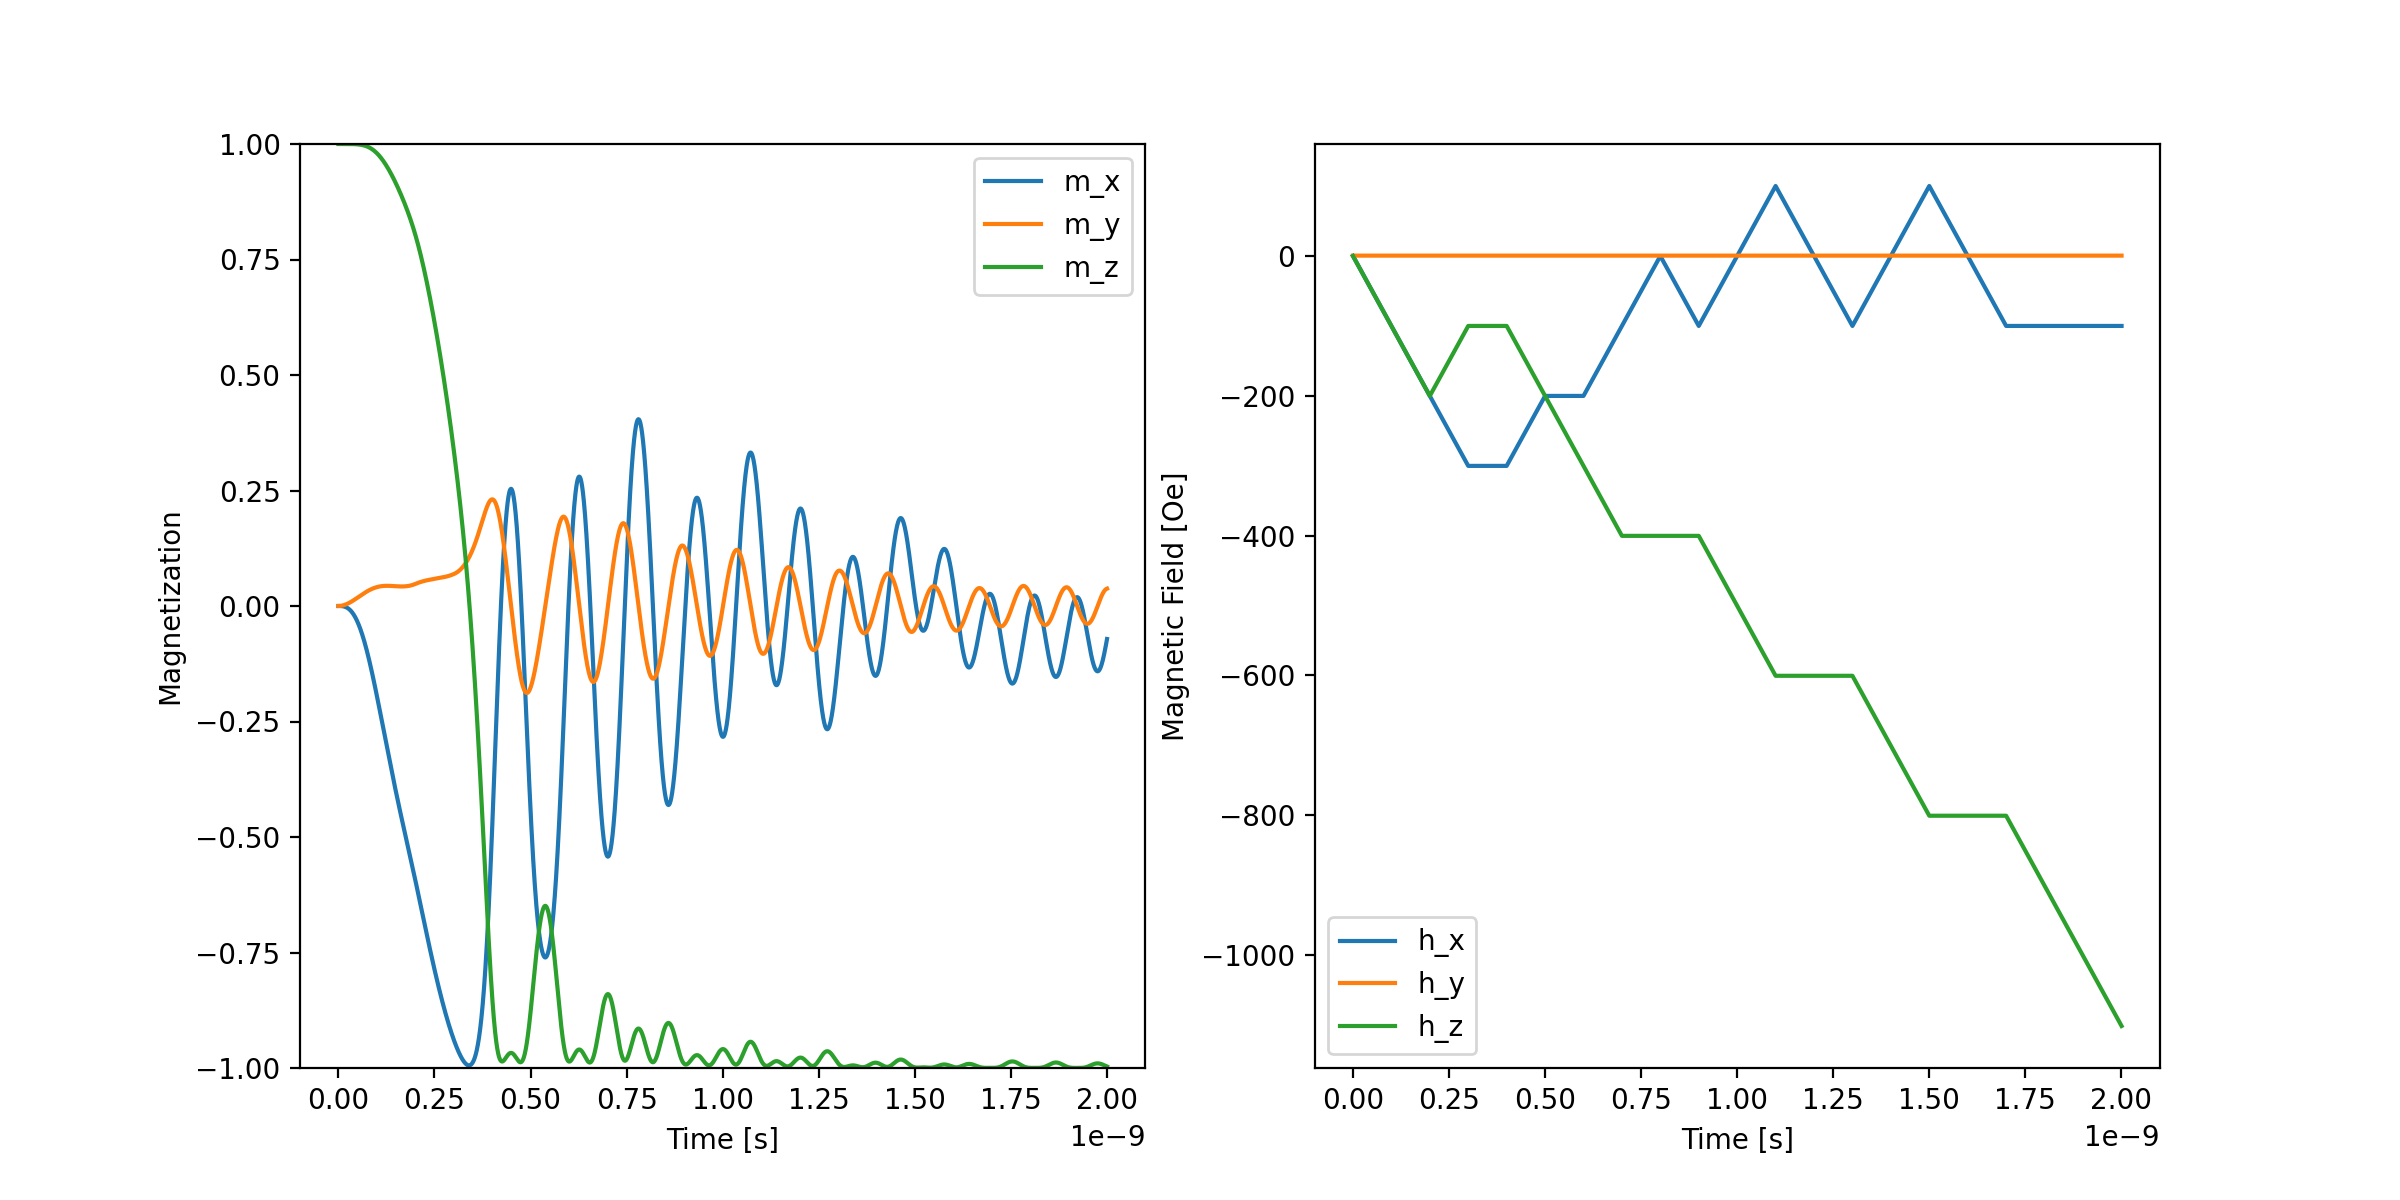 1.00
0.75
0.50
0.25
0.00
−0.25
−0.50
−0.75
−1.00
Magnetization
m_x
m_y
m_z
0.00 0.25 0.50 0.75 1.00 1.25 1.50 1.75 2.00
Time [s]
1e−9
0
−200
−400
−600
−800
−1000
Magnetic Field [Oe]
h_x
h_y
h_z
0.00 0.25 0.50 0.75 1.00 1.25 1.50 1.75 2.00
Time [s]
1e−9